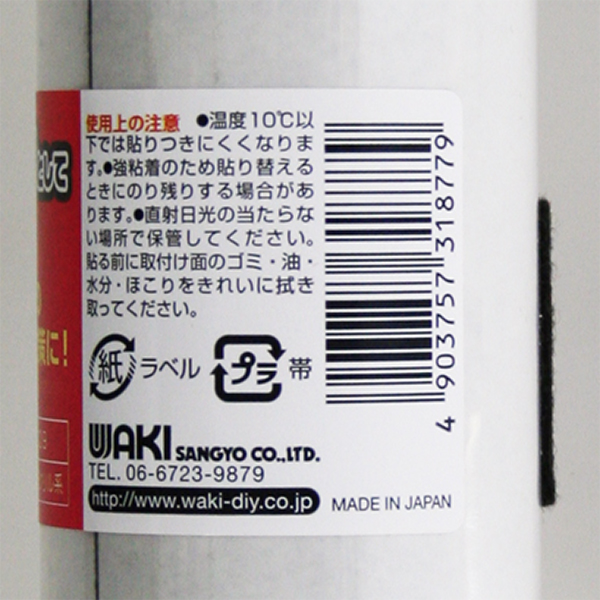 使用上の注意 ●温度10℃以
下では貼りつきにくくなりま
す。●強粘着のため貼り替える
ときにのり残りする場合があ
ります。●直射日光の当たらな
い場所で保管してください。
貼る前に取付け面のゴミ・油・
水分・ほこりをきれいに拭き
取ってください。
紙 ラベル プラ 帯
WAKI SANGYO CO.,LTD.
TEL. 06-6723-9879
http://www.waki-diy.co.jp
MADE IN JAPAN
4 903757 318779
として
に!
系